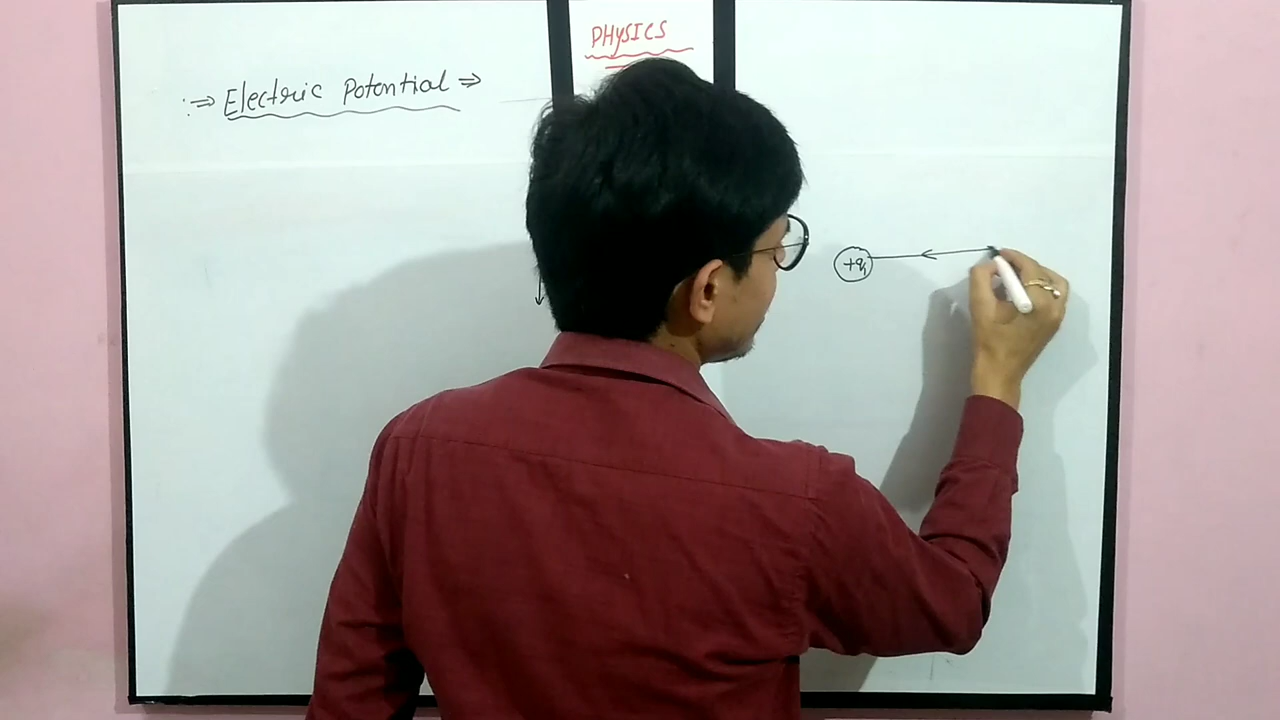 PHYSICS
:⇒ Electric Potential ⇒
+q₁